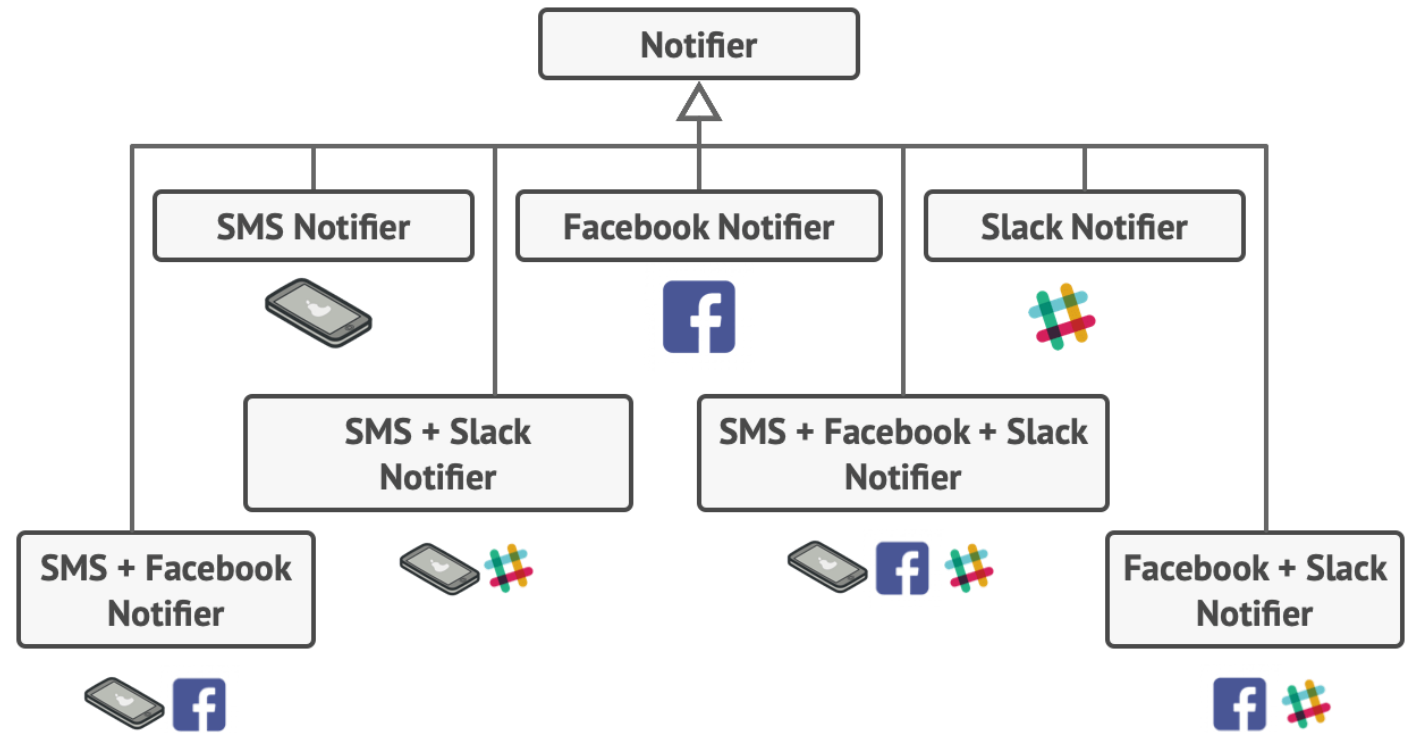 Notifier
SMS Notifier
Facebook Notifier
Slack Notifier
SMS + Slack
Notifier
SMS + Facebook + Slack
Notifier
SMS + Facebook
Notifier
Facebook + Slack
Notifier